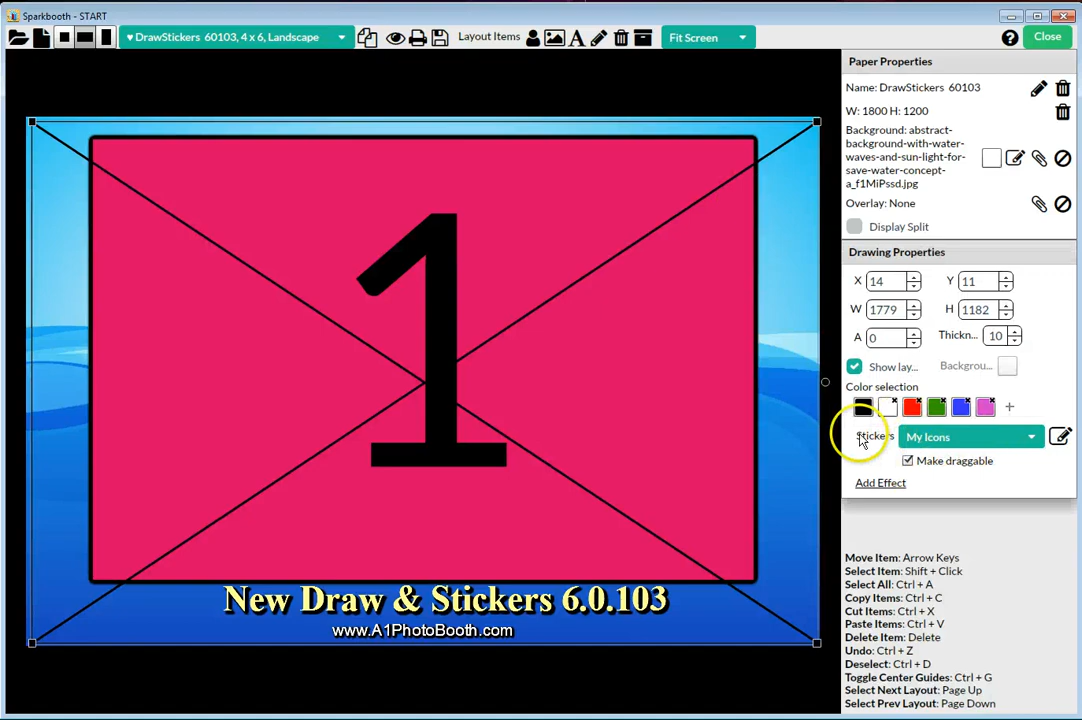 Sparkbooth - START
♥ DrawStickers 60103, 4 x 6, Landscape
Layout Items
Fit Screen
Close
Paper Properties
Name: DrawStickers 60103
W: 1800 H: 1200
Background: abstract-
background-with-water-
waves-and-sun-light-for-
save-water-concept-
a_f1MiPssd.jpg
Overlay: None
Display Split
Drawing Properties
X 14 Y 11
W 1779 H 1182
A 0 Thickn... 10
Show lay... Backgrou...
Color selection
Stickers My Icons
Make draggable
Add Effect
1
New Draw & Stickers 6.0.103
www.A1PhotoBooth.com
Move Item: Arrow Keys
Select Item: Shift + Click
Select All: Ctrl + A
Copy Items: Ctrl + C
Cut Items: Ctrl + X
Paste Items: Ctrl + V
Delete Item: Delete
Undo: Ctrl + Z
Deselect: Ctrl + D
Toggle Center Guides: Ctrl + G
Select Next Layout: Page Up
Select Prev Layout: Page Down